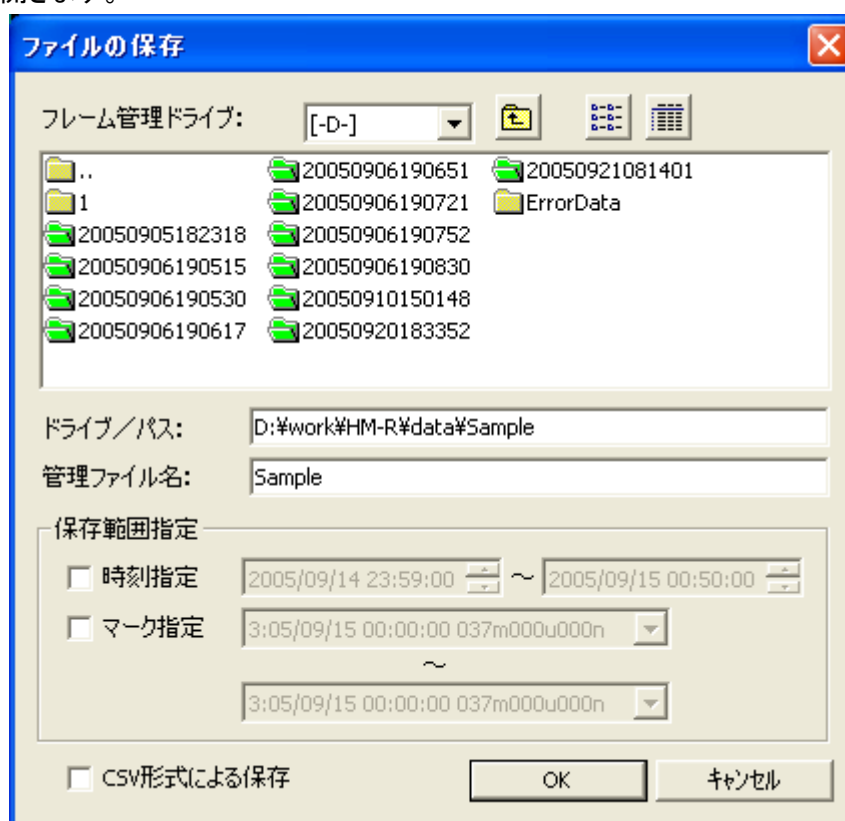 開きます。
ファイルの保存
フレーム管理ドライブ: [-D-]
.. 20050906190651 20050921081401
1 20050906190721 ErrorData
20050905182318 20050906190752
20050906190515 20050906190830
20050906190530 20050910150148
20050906190617 20050920183352
ドライブ／パス: D:¥work¥HM-R¥data¥Sample
管理ファイル名: Sample
保存範囲指定
時刻指定 2005/09/14 23:59:00 ～ 2005/09/15 00:50:00
マーク指定 3:05/09/15 00:00:00 037m000u000n
～
3:05/09/15 00:00:00 037m000u000n
CSV形式による保存 OK キャンセル